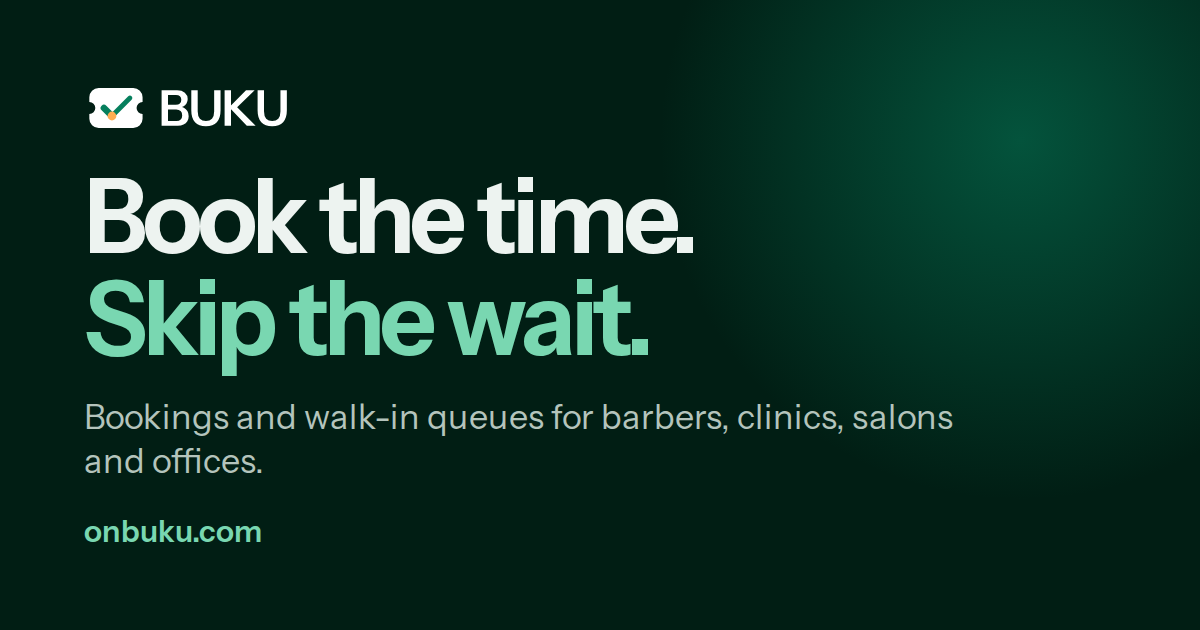 BUKU
Book the time.
Skip the wait.
Bookings and walk-in queues for barbers, clinics, salons
and offices.
onbuku.com